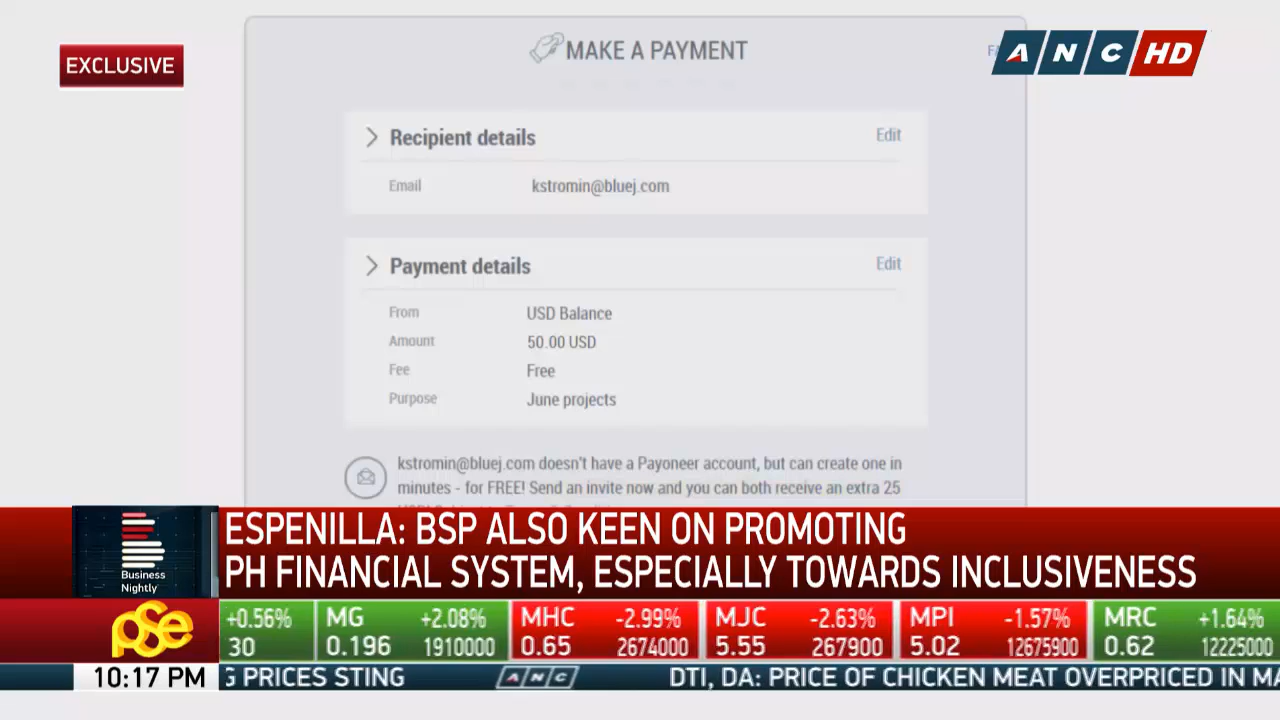 EXCLUSIVE
MAKE A PAYMENT
ANC HD
Recipient details
Edit
Email
kstromin@bluej.com
Payment details
Edit
From
USD Balance
Amount
50.00 USD
Fee
Free
Purpose
June projects
kstromin@bluej.com doesn't have a Payoneer account, but can create one in
minutes - for FREE! Send an invite now and you can both receive an extra 25
Business
Nightly
ESPENILLA: BSP ALSO KEEN ON PROMOTING
PH FINANCIAL SYSTEM, ESPECIALLY TOWARDS INCLUSIVENESS
pse
+0.56%
30
MG +2.08%
0.196 1910000
MHC -2.99%
0.65 2674000
MJC -2.63%
5.55 267900
MPI -1.57%
5.02 12675900
MRC +1.64%
0.62 12225000
10:17 PM
G PRICES STING
ANC
DTI, DA: PRICE OF CHICKEN MEAT OVERPRICED IN MA